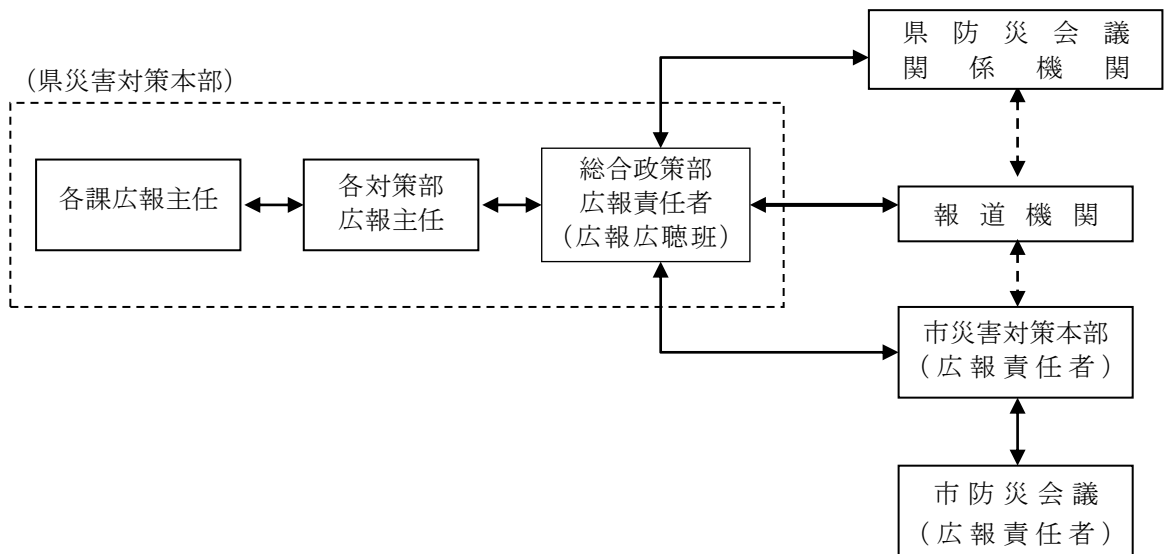 県防災会議
関係機関
（県災害対策本部）
各課広報主任
各対策部
広報主任
総合政策部
広報責任者
（広報広聴班）
報道機関
市災害対策本部
（広報責任者）
市防災会議
（広報責任者）